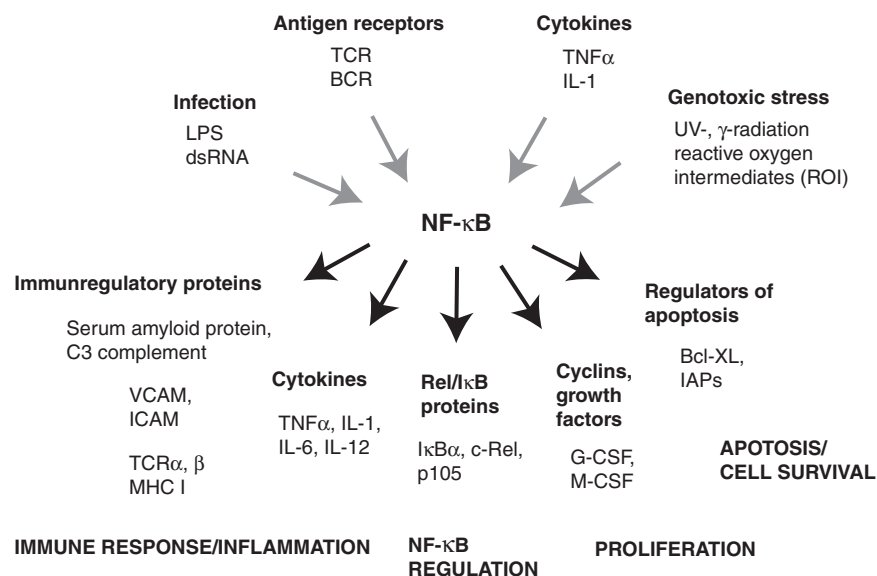 Antigen receptors
TCR
BCR
Cytokines
TNFα
IL-1
Infection
LPS
dsRNA
Genotoxic stress
UV-, γ-radiation
reactive oxygen
intermediates (ROI)
NF-κB
Immunregulatory proteins
Serum amyloid protein,
C3 complement
VCAM,
ICAM
TCRα, β
MHC I
Cytokines
TNFα, IL-1,
IL-6, IL-12
Rel/IκB
proteins
IκBα, c-Rel,
p105
Cyclins,
growth
factors
G-CSF,
M-CSF
Regulators of
apoptosis
Bcl-XL,
IAPs
APOTOSIS/
CELL SURVIVAL
IMMUNE RESPONSE/INFLAMMATION
NF-κB
REGULATION
PROLIFERATION